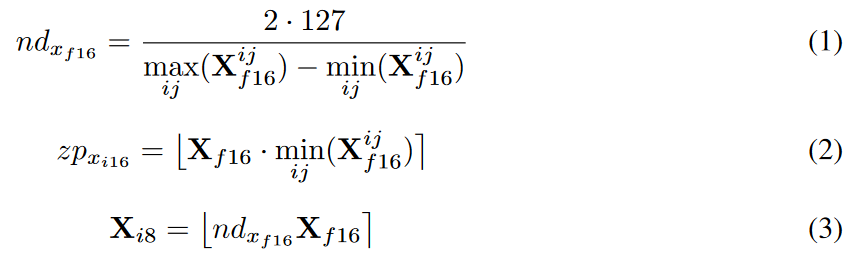 $nd_{x_{f16}} = \frac{2 \cdot 127}{\max_{ij}(\mathbf{X}_{f16}^{ij}) - \min_{ij}(\mathbf{X}_{f16}^{ij})}$ (1)
$zp_{x_{i16}} = \lfloor \mathbf{X}_{f16} \cdot \min_{ij}(\mathbf{X}_{f16}^{ij}) \rceil$ (2)
$\mathbf{X}_{i8} = \lfloor nd_{x_{f16}} \mathbf{X}_{f16} \rceil$ (3)